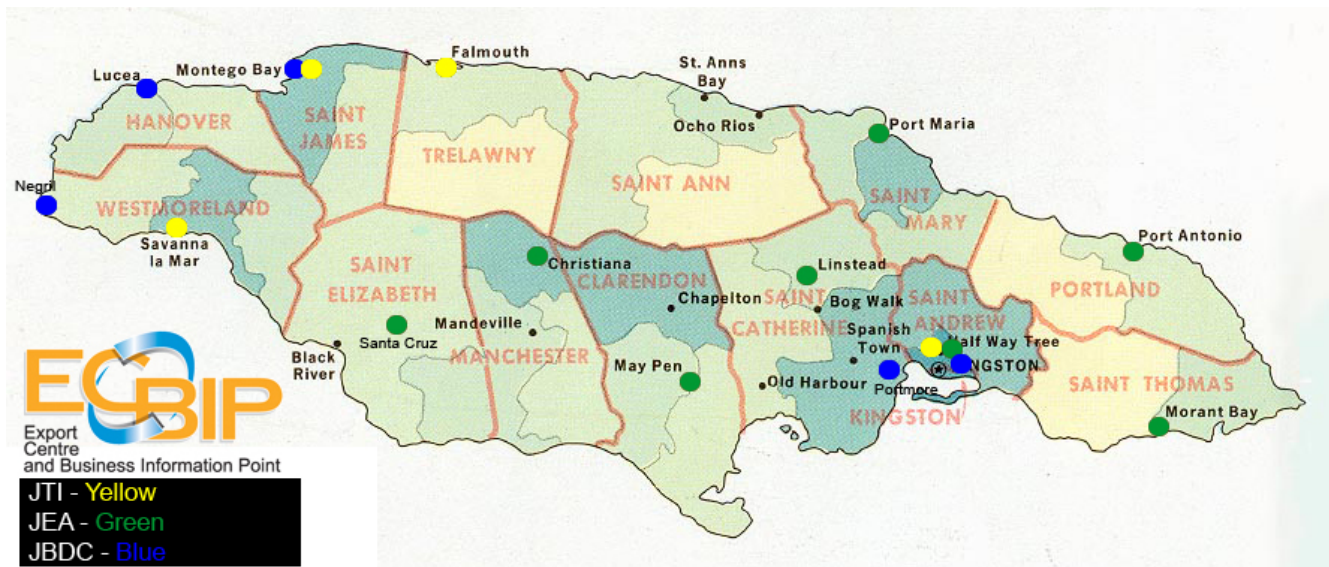 Falmouth
St. Anns
Bay
Lucea
Montego Bay
HANOVER
SAINT
JAMES
TRELAWNY
Ocho Rios
Port Maria
SAINT ANN
SAINT
MARY
Negril
WESTMORELAND
Savanna
la Mar
SAINT
ELIZABETH
Christiana
CLARENDON
Linstead
Port Antonio
PORTLAND
Chapelton
SAINT
CATHERINE
Bog Walk
SAINT
ANDREW
Spanish
Town
Half Way Tree
Mandeville
Santa Cruz
MANCHESTER
Black
River
May Pen
Old Harbour
Portmore
NGSTON
KINGSTON
SAINT THOMAS
Morant Bay
ECBIP
Export
Centre
and Business Information Point
JTI - Yellow
JEA - Green
JBDC - Blue